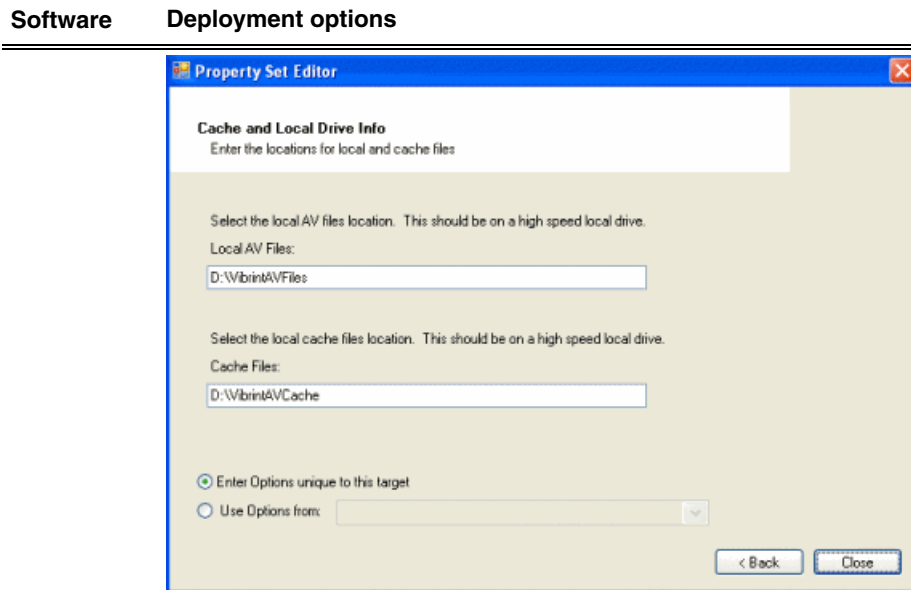 Software Deployment options
Property Set Editor
Cache and Local Drive Info
Enter the locations for local and cache files
Select the local AV files location. This should be on a high speed local drive.
Local AV Files:
D:\VibrintAVFiles
Select the local cache files location. This should be on a high speed local drive.
Cache Files:
D:\VibrintAVCache
Enter Options unique to this target
Use Options from:
< Back Close